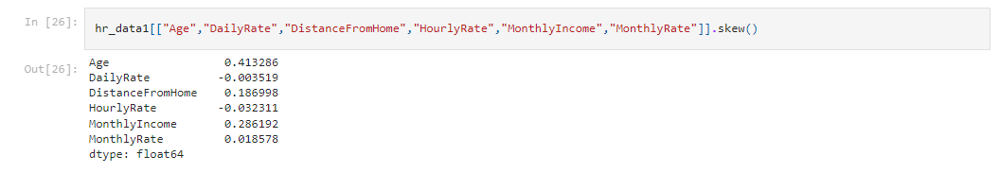 In [26]: hr_data1[["Age","DailyRate","DistanceFromHome","HourlyRate","MonthlyIncome","MonthlyRate"]].skew()
Out[26]: Age                 0.413286
DailyRate          -0.003519
DistanceFromHome    0.186998
HourlyRate         -0.032311
MonthlyIncome       0.286192
MonthlyRate         0.018578
dtype: float64